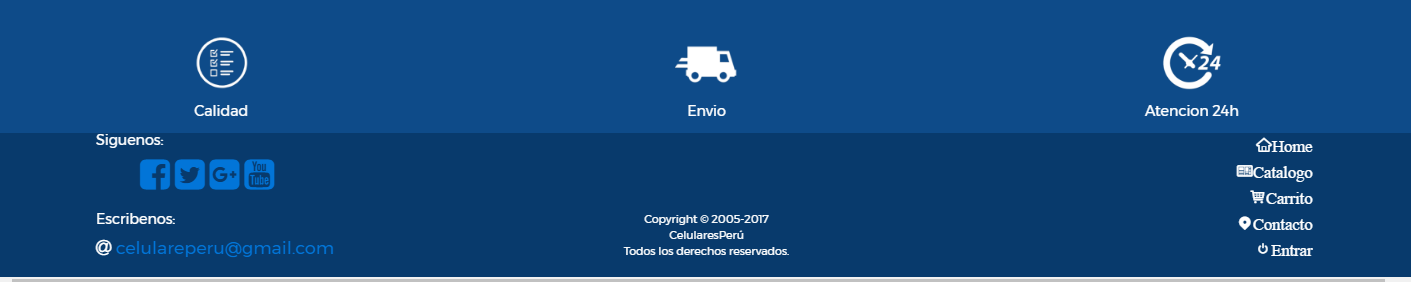 24
Calidad
Envio
Atencion 24h
Siguenos:
You
Tube
Escribenos:
@ celulareperu@gmail.com
Copyright © 2005-2017
CelularesPerú
Todos los derechos reservados.
Home
Catalogo
Carrito
Contacto
Entrar